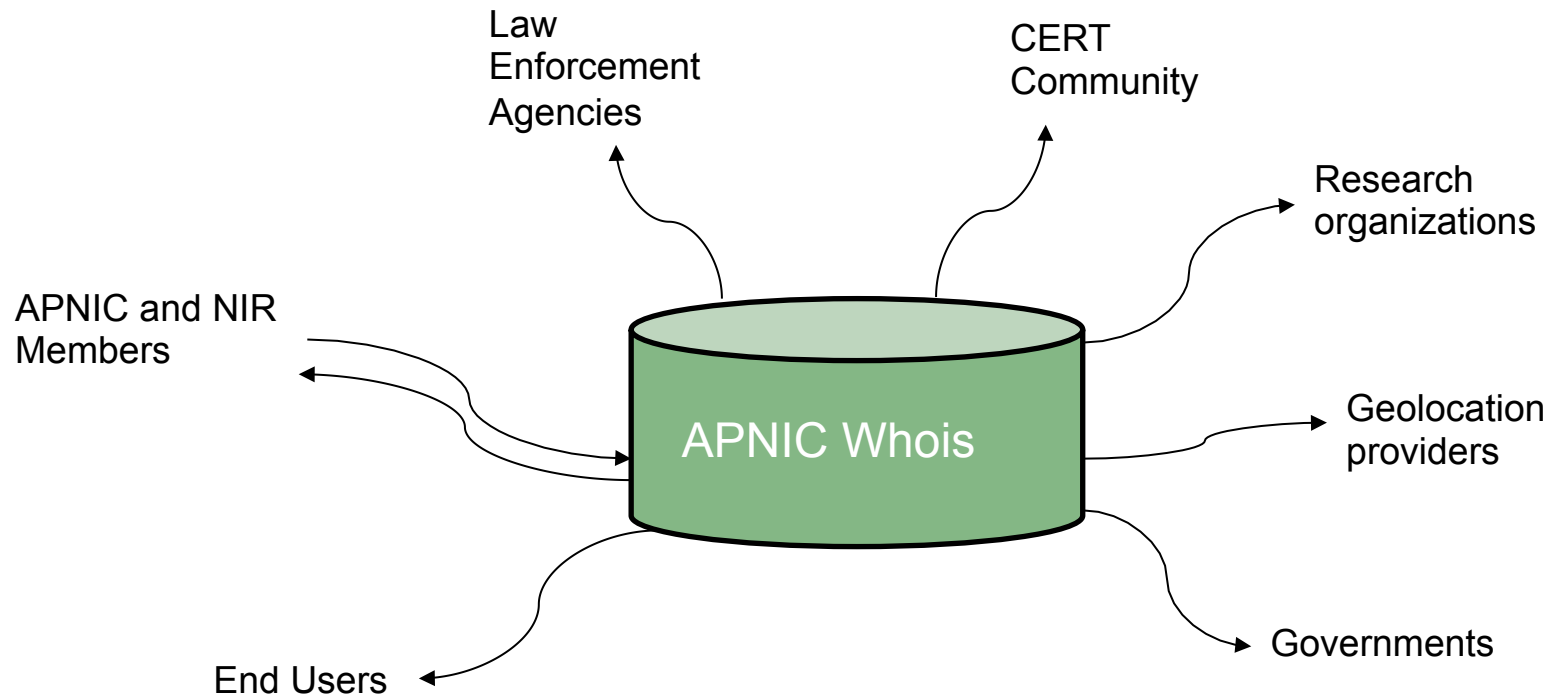 Law
Enforcement
Agencies
CERT
Community
Research
organizations
APNIC and NIR
Members
APNIC Whois
Geolocation
providers
Governments
End Users